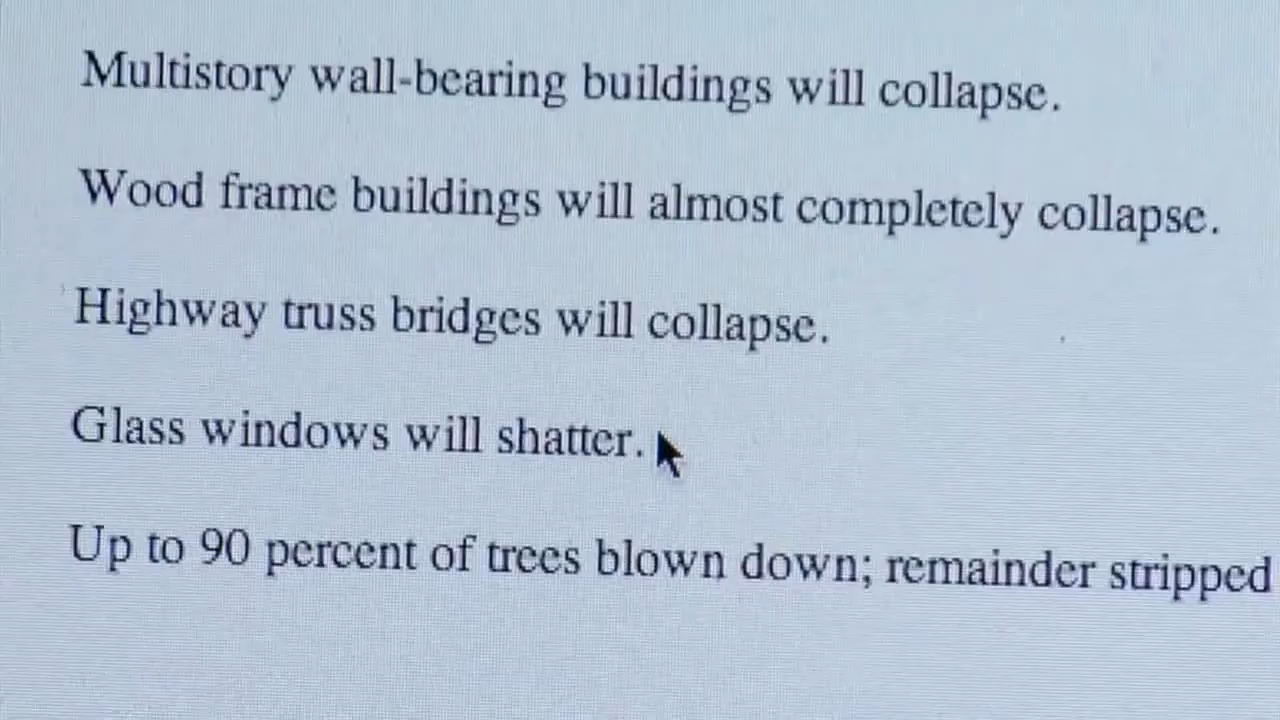 Multistory wall-bearing buildings will collapse.
Wood frame buildings will almost completely collapse.
Highway truss bridges will collapse.
Glass windows will shatter.
Up to 90 percent of trees blown down; remainder stripped